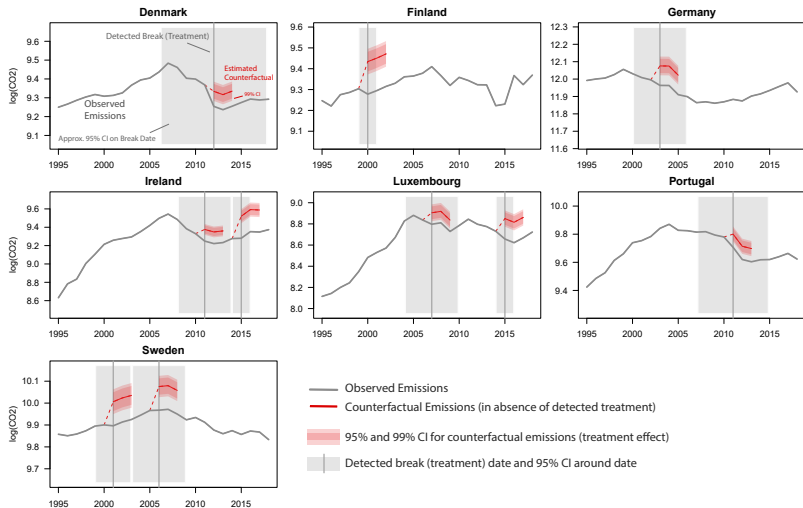 Denmark
Finland
Germany
9.6
9.5
9.4
9.3
9.2
9.1
log(CO2)
Detected Break (Treatment)
Estimated
Counterfactual
99% CI
Observed
Emissions
Approx. 95% CI on Break Date
1995 2000 2005 2010 2015
9.6
9.5
9.4
9.3
9.2
1995 2000 2005 2010 2015
12.3
12.2
12.1
12.0
11.9
11.8
11.7
11.6
1995 2000 2005 2010 2015
Ireland
Luxembourg
Portugal
9.6
9.4
9.2
9.0
8.8
8.6
log(CO2)
1995 2000 2005 2010 2015
9.0
8.8
8.6
8.4
8.2
8.0
1995 2000 2005 2010 2015
10.0
9.8
9.6
9.4
1995 2000 2005 2010 2015
Sweden
10.1
10.0
9.9
9.8
9.7
log(CO2)
1995 2000 2005 2010 2015
Observed Emissions
Counterfactual Emissions (in absence of detected treatment)
95% and 99% CI for counterfactual emissions (treatment effect)
Detected break (treatment) date and 95% CI around date